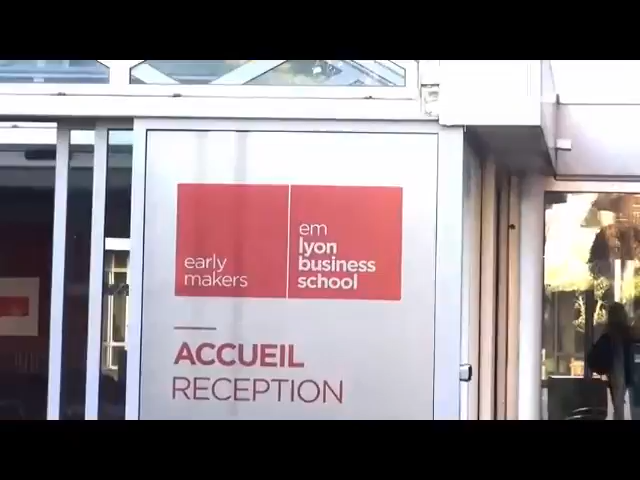 early
makers
em
lyon
business
school
ACCUEIL
RECEPTION